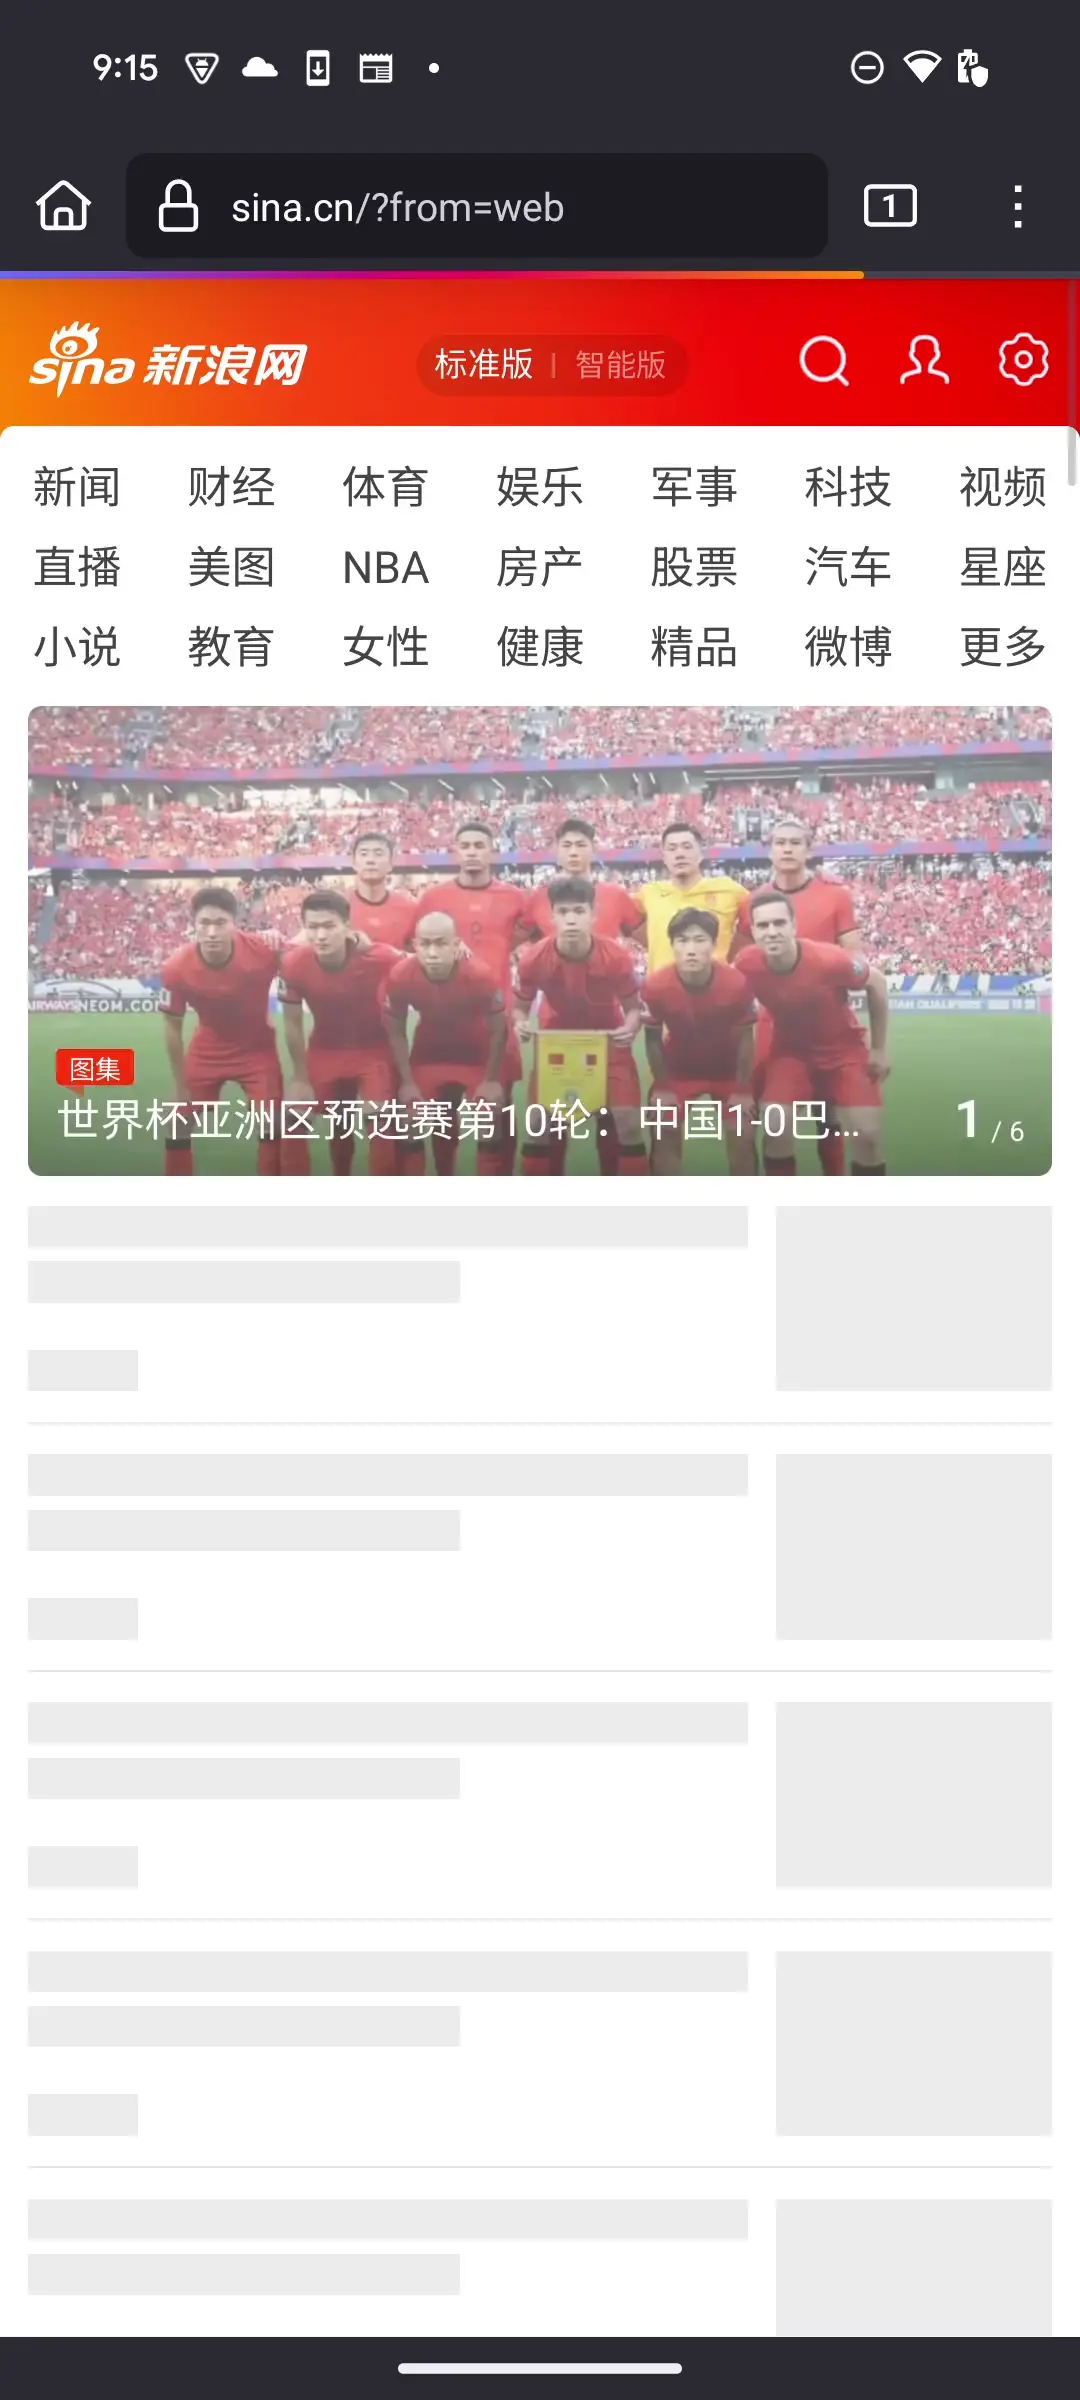 9:15
sina.cn/?from=web
1
sina 新浪网
标准版 | 智能版
新闻 财经 体育 娱乐 军事 科技 视频
直播 美图 NBA 房产 股票 汽车 星座
小说 教育 女性 健康 精品 微博 更多
AIRWAYS NEOM.COM
图集
世界杯亚洲区预选赛第10轮：中国1-0巴...
1 / 6